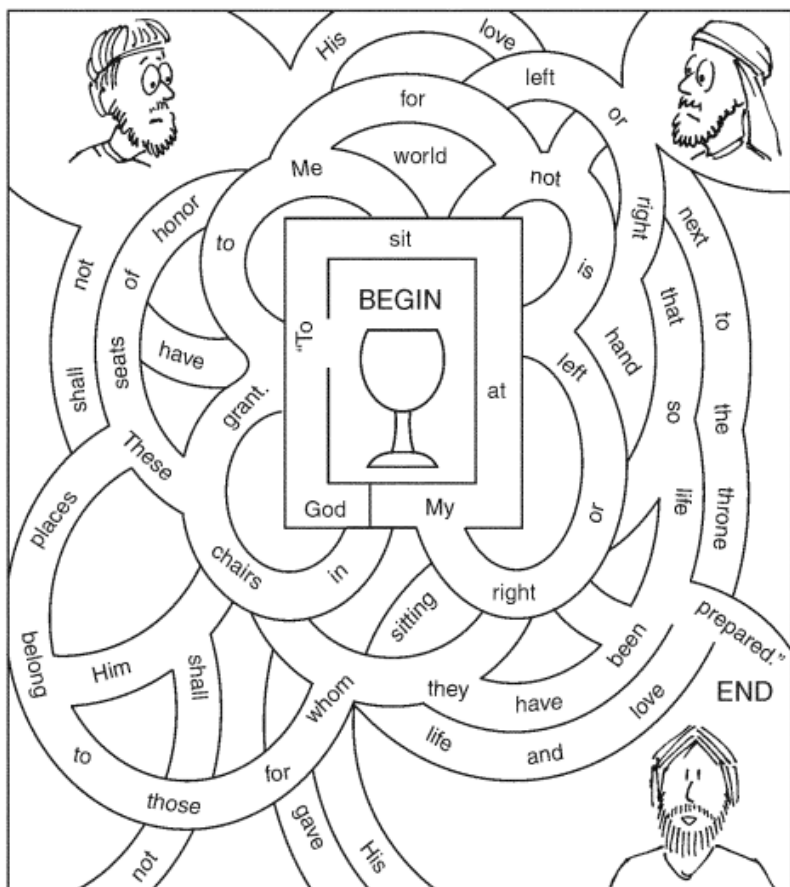 His
love
left
or
for
Me
world
not
is
to
right
next
honor
of
not
sit
BEGIN
"To
to
that
the
seats
have
shall
hand
left
at
so
throne
grant.
These
life
or
God
My
places
chairs
in
right
sitting
been
prepared."
belong
Him
shall
whom
they
have
love
END
life
and
to
those
for
not
gave
His